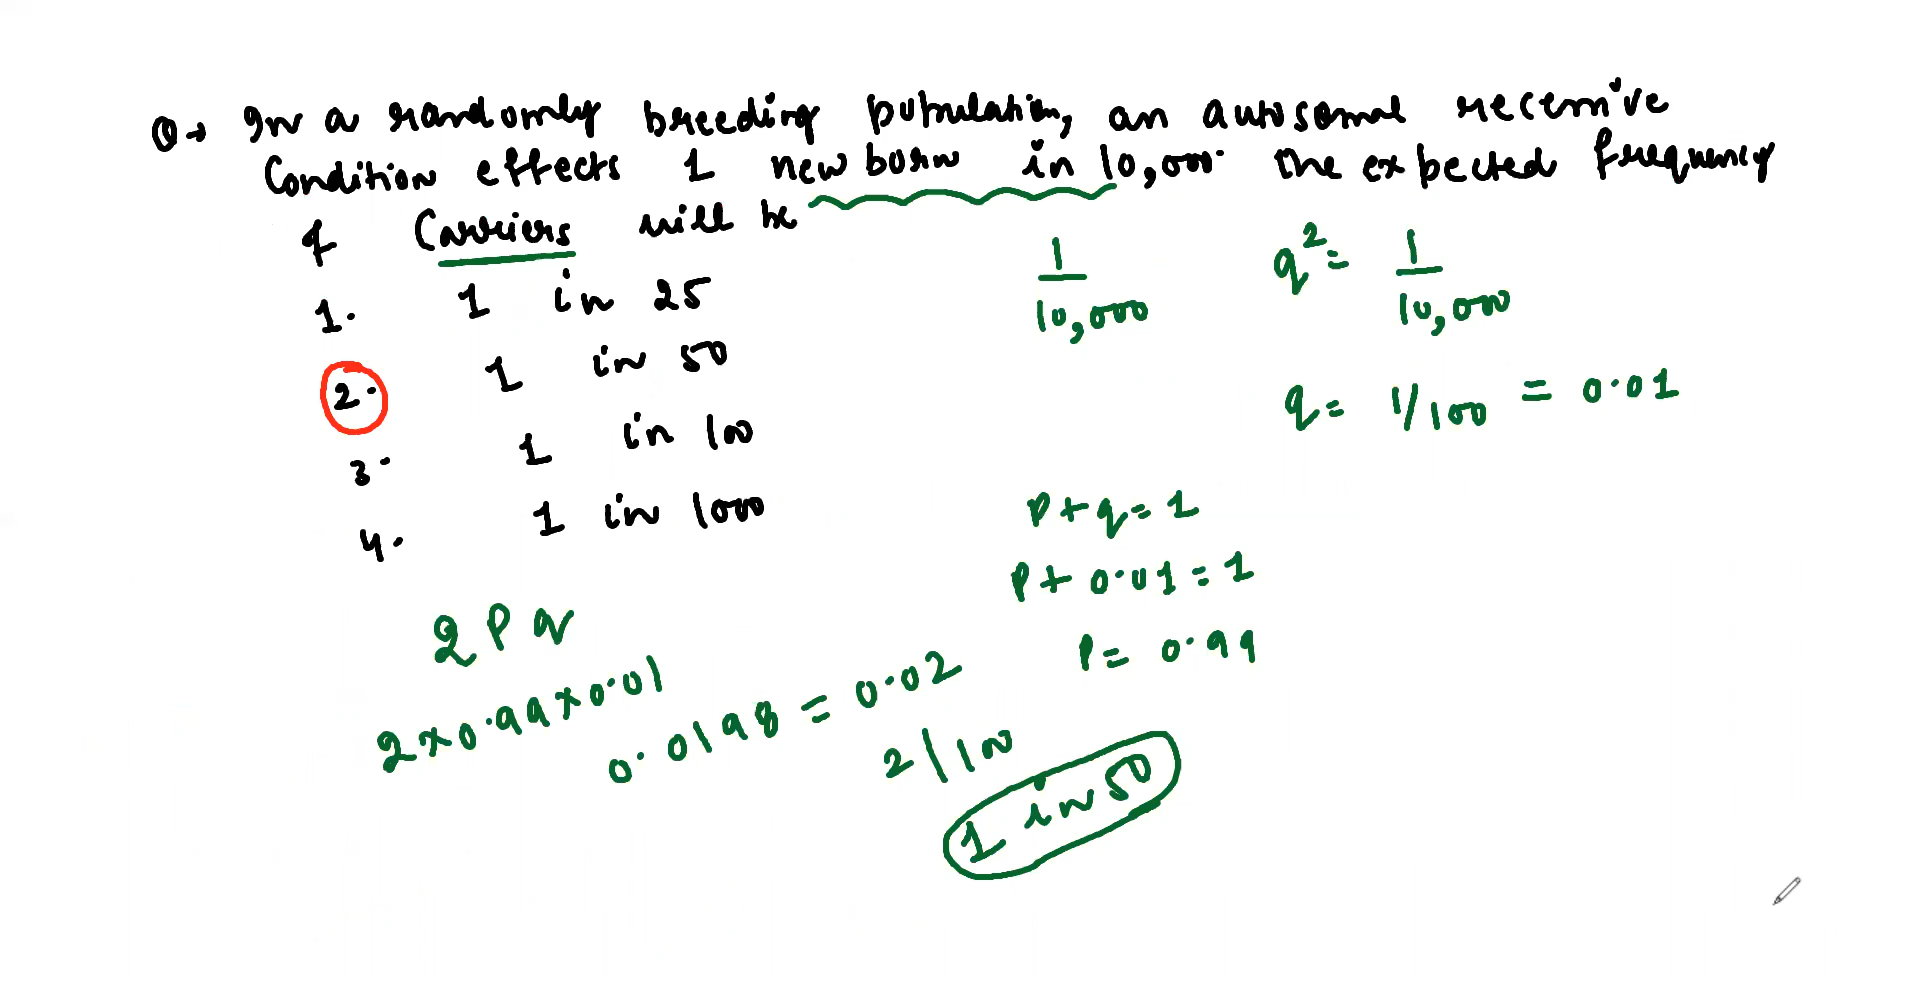 Q→ In a randomly breeding population, an autosomal recessive
Condition effects 1 new born in 10,000. The expected frequency
of Carriers will be
1. 1 in 25
2. 1 in 50
3. 1 in 100
4. 1 in 1000
1/10,000
q² = 1/10,000
q = 1/100 = 0.01
P + q = 1
P + 0.01 = 1
P = 0.99
2Pq
2 × 0.99 × 0.01
0.0198 = 0.02
2/100
1 in 50